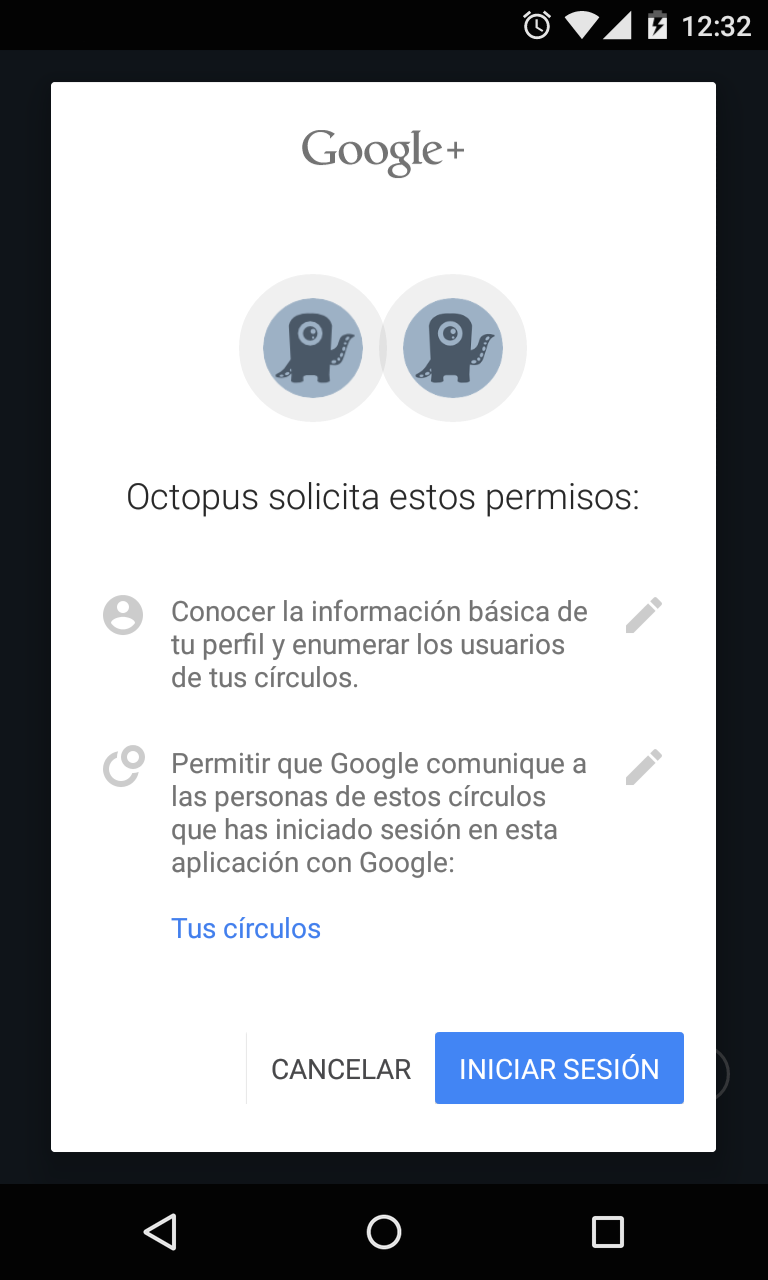 12:32
Google+
Octopus solicita estos permisos:
Conocer la información básica de
tu perfil y enumerar los usuarios
de tus círculos.
Permitir que Google comunique a
las personas de estos círculos
que has iniciado sesión en esta
aplicación con Google:
Tus círculos
CANCELAR
INICIAR SESIÓN